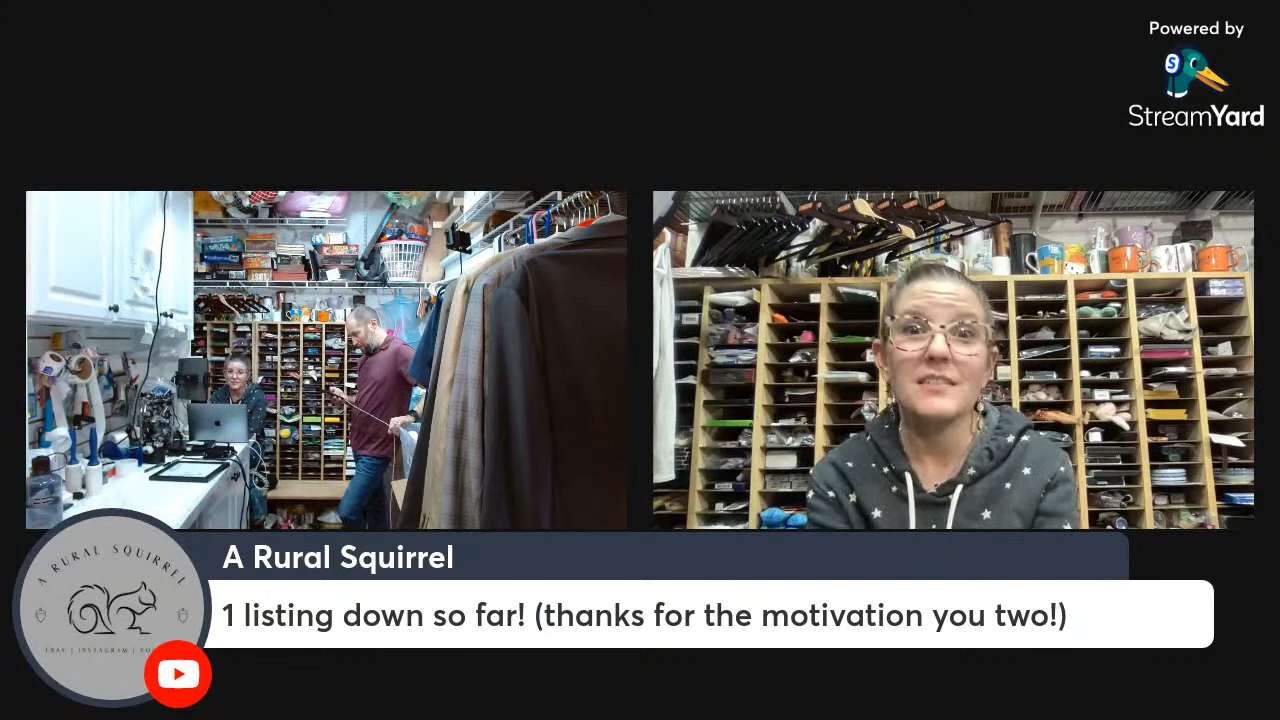 Powered by
S
StreamYard
A RURAL SQUIRREL
A Rural Squirrel
1 listing down so far! (thanks for the motivation you two!)